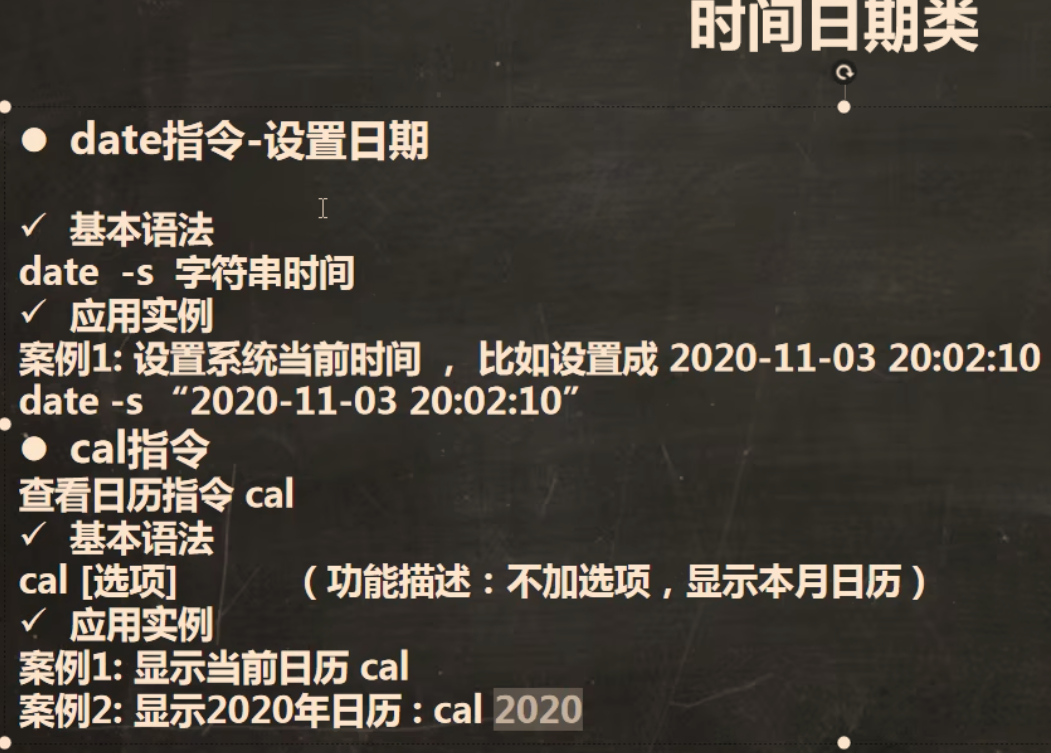 时间日期类
● date指令-设置日期
✓ 基本语法
date -s 字符串时间
✓ 应用实例
案例1: 设置系统当前时间 ， 比如设置成 2020-11-03 20:02:10
date -s “2020-11-03 20:02:10”
● cal指令
查看日历指令 cal
✓ 基本语法
cal [选项] （功能描述：不加选项，显示本月日历）
✓ 应用实例
案例1: 显示当前日历 cal
案例2: 显示2020年日历：cal 2020